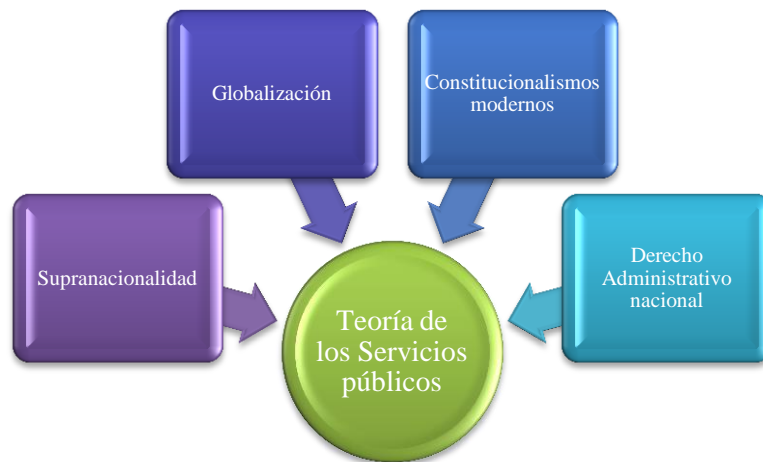 Globalización
Constitucionalismos
modernos
Supranacionalidad
Derecho
Administrativo
nacional
Teoría de
los Servicios
públicos